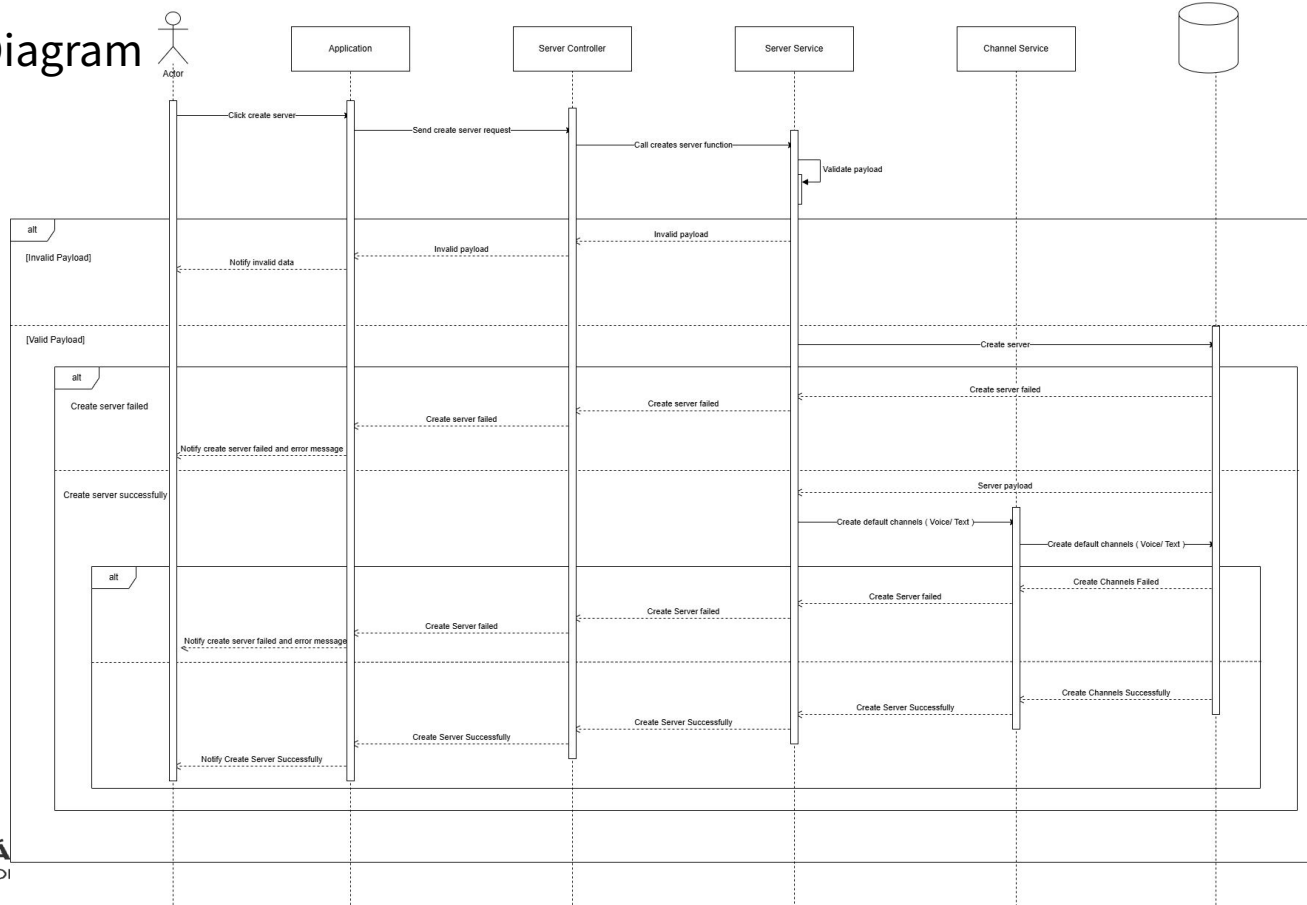 Diagram
Actor
Application
Server Controller
Server Service
Channel Service
Click create server
Send create server request
Call creates server function
Validate payload
alt
[Invalid Payload]
Invalid payload
Invalid payload
Notify invalid data
[Valid Payload]
Create server
alt
Create server failed
Create server failed
Create server failed
Create server failed
Notify create server failed and error message
Create server successfully
Server payload
Create default channels ( Voice/ Text )
Create default channels ( Voice/ Text )
alt
Create Channels Failed
Create Server failed
Create Server failed
Create Server failed
Notify create server failed and error message
Create Channels Successfully
Create Server Successfully
Create Server Successfully
Create Server Successfully
Notify Create Server Successfully